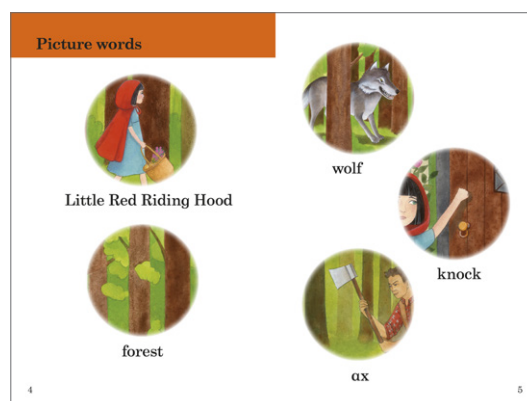 Picture words
Little Red Riding Hood
forest
4
wolf
knock
ax
5